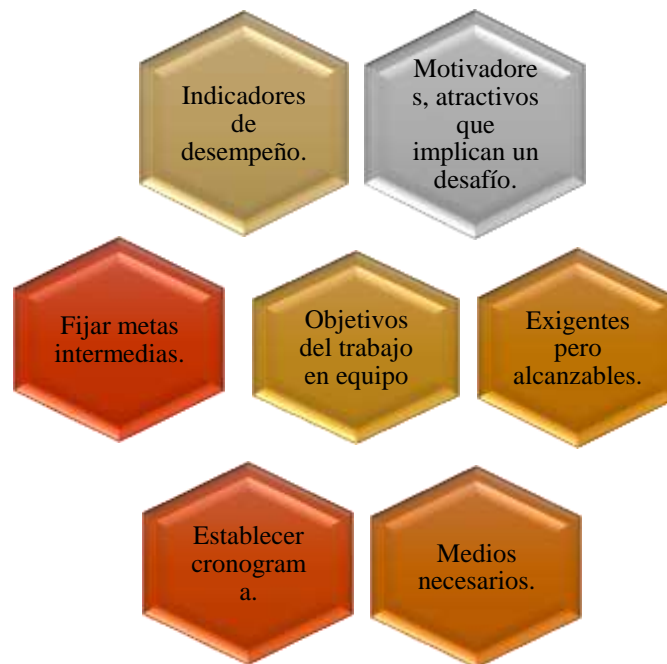 Indicadores
de
desempeño.
Motivadore
s, atractivos
que
implican un
desafío.
Fijar metas
intermedias.
Objetivos
del trabajo
en equipo
Exigentes
pero
alcanzables.
Establecer
cronogram
a.
Medios
necesarios.